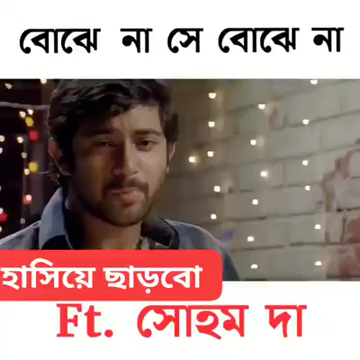 বোঝে না সে বোঝে না
হাসিয়ে ছাড়বো
Ft. সোহম দা